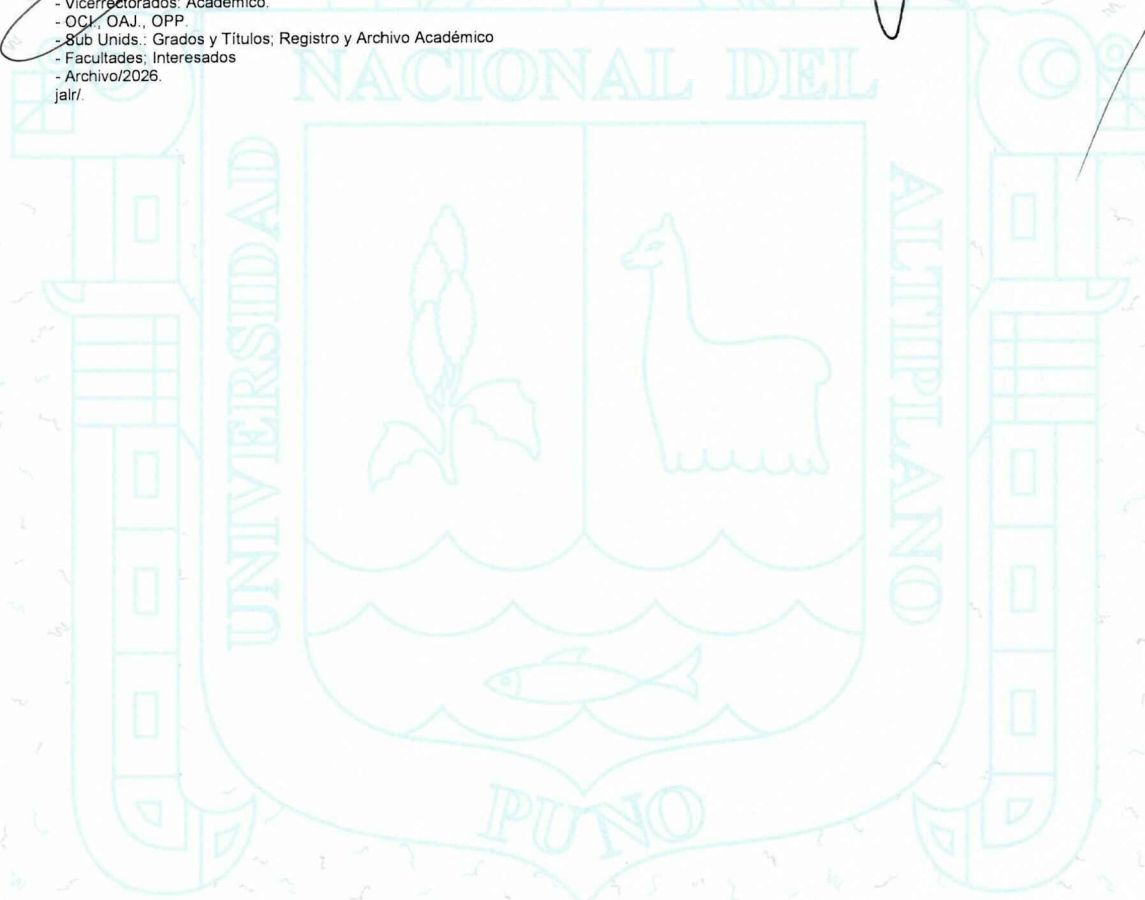 - Vicerrectorados: Académico.
- OCI., OAJ., OPP.
- Sub Unids.: Grados y Títulos; Registro y Archivo Académico
- Facultades; Interesados
- Archivo/2026.
jalr/.
NACIONAL DEL
UNIVERSIDAD
ALTIPLANO
PUNO